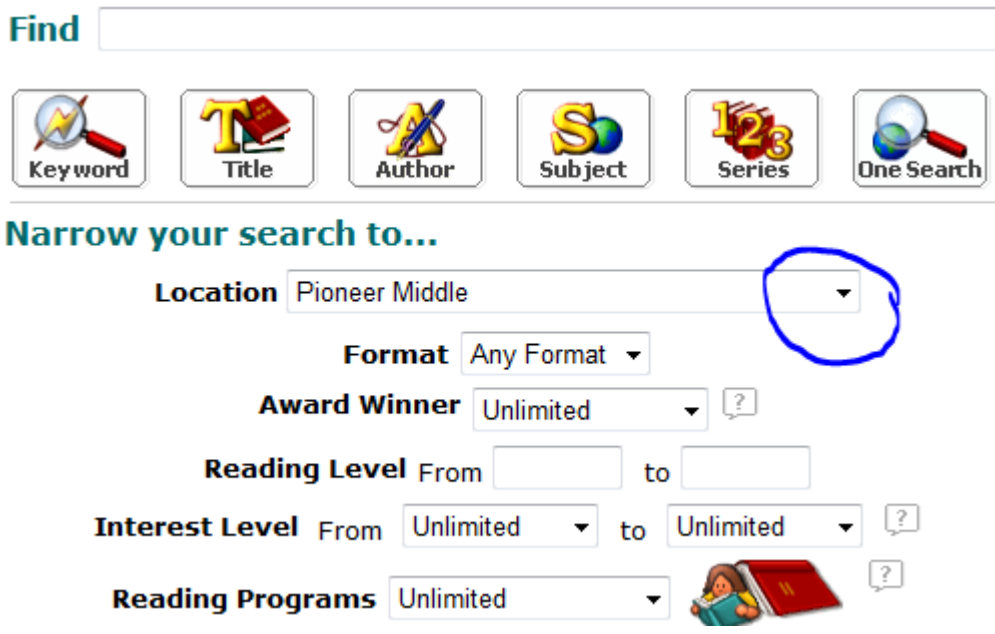 Find
Keyword Title Author Subject Series One Search
Narrow your search to...
Location Pioneer Middle
Format Any Format
Award Winner Unlimited ?
Reading Level From to
Interest Level From Unlimited to Unlimited ?
Reading Programs Unlimited ?